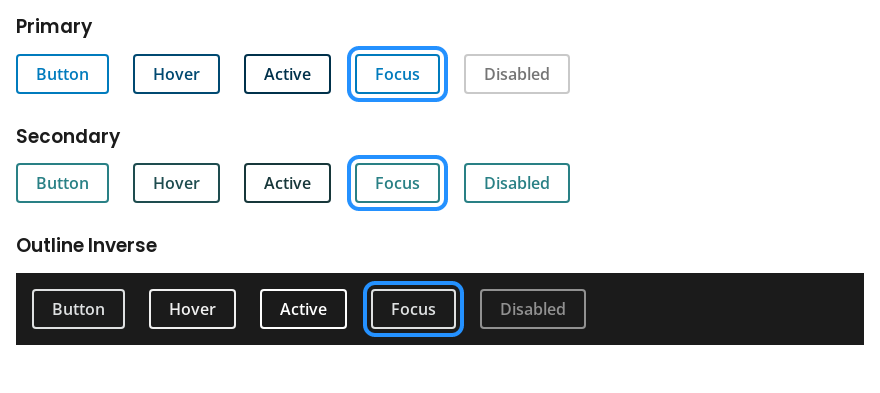 Primary
Button Hover Active Focus Disabled
Secondary
Button Hover Active Focus Disabled
Outline Inverse
Button Hover Active Focus Disabled